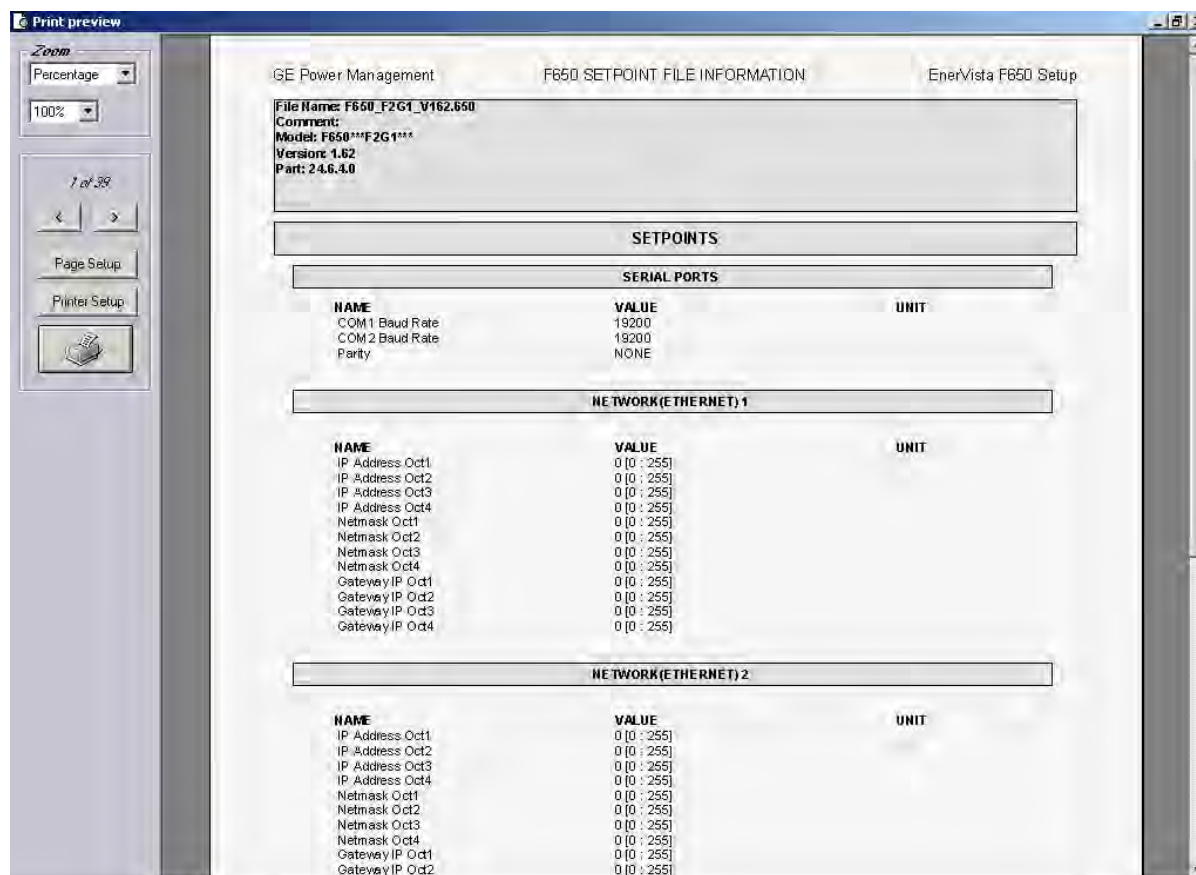 Print preview
Zoom
Percentage
100%
1 of 39
<
>
Page Setup
Printer Setup
GE Power Management F650 SETPOINT FILE INFORMATION EnerVista F650 Setup
File Name: F650_F2G1_V162.650
Comment:
Model: F650***F2G1***
Version: 1.62
Part: 24.6.4.0
SETPOINTS
SERIAL PORTS
NAME VALUE UNIT
COM1 Baud Rate 19200
COM2 Baud Rate 19200
Parity NONE
NETWORK(ETHERNET)1
NAME VALUE UNIT
IP Address Oct1 0 [0 : 255]
IP Address Oct2 0 [0 : 255]
IP Address Oct3 0 [0 : 255]
IP Address Oct4 0 [0 : 255]
Netmask Oct1 0 [0 : 255]
Netmask Oct2 0 [0 : 255]
Netmask Oct3 0 [0 : 255]
Netmask Oct4 0 [0 : 255]
Gateway IP Oct1 0 [0 : 255]
Gateway IP Oct2 0 [0 : 255]
Gateway IP Oct3 0 [0 : 255]
Gateway IP Oct4 0 [0 : 255]
NETWORK(ETHERNET)2
NAME VALUE UNIT
IP Address Oct1 0 [0 : 255]
IP Address Oct2 0 [0 : 255]
IP Address Oct3 0 [0 : 255]
IP Address Oct4 0 [0 : 255]
Netmask Oct1 0 [0 : 255]
Netmask Oct2 0 [0 : 255]
Netmask Oct3 0 [0 : 255]
Netmask Oct4 0 [0 : 255]
Gateway IP Oct1 0 [0 : 255]
Gateway IP Oct2 0 [0 : 255]